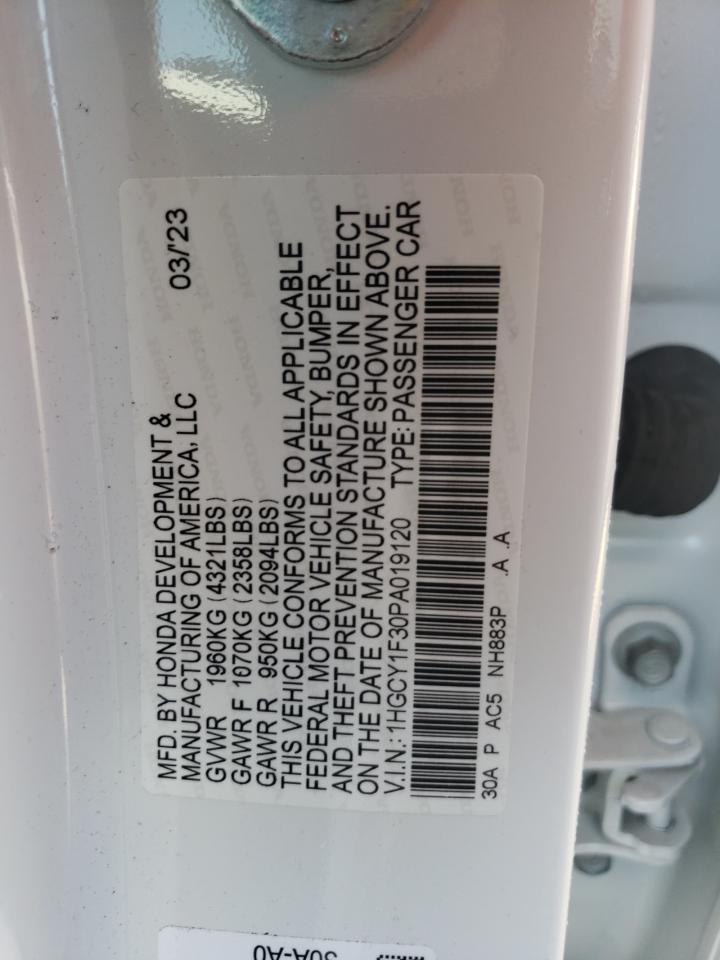 MFD. BY HONDA DEVELOPMENT &
MANUFACTURING OF AMERICA, LLC 03/'23
GVWR 1960KG (4321LBS)
GAWR F 1070KG (2358LBS)
GAWR R 950KG (2094LBS)
THIS VEHICLE CONFORMS TO ALL APPLICABLE
FEDERAL MOTOR VEHICLE SAFETY, BUMPER,
AND THEFT PREVENTION STANDARDS IN EFFECT
ON THE DATE OF MANUFACTURE SHOWN ABOVE.
V.I.N.: 1HGCY1F30PA019120 TYPE: PASSENGER CAR
30A P AC5 NH883P .A .A
30A-A0